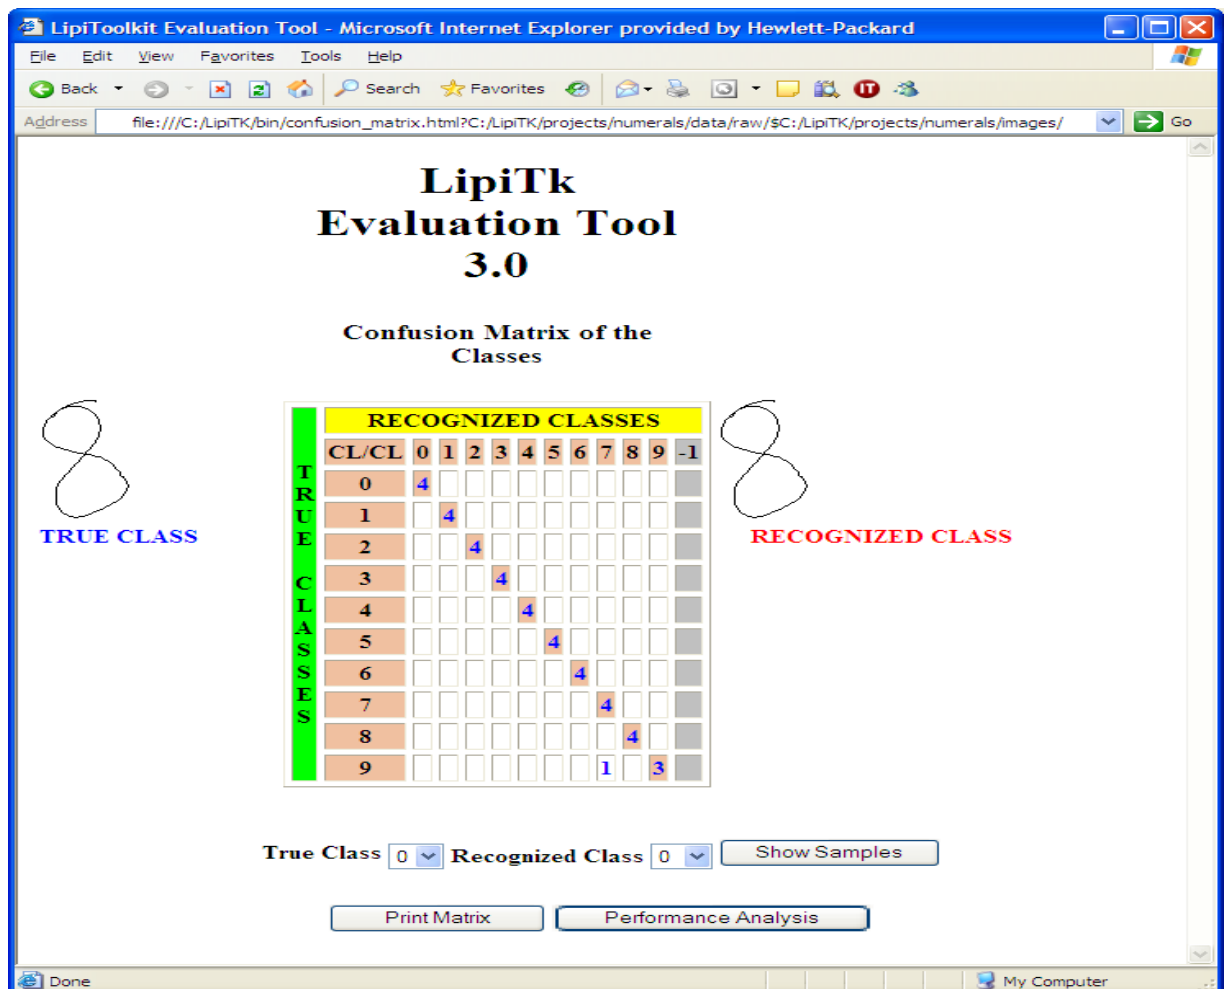 LipiToolkit Evaluation Tool - Microsoft Internet Explorer provided by Hewlett-Packard
File Edit View Favorites Tools Help
Back Search Favorites
Address file:///C:/LipiTK/bin/confusion_matrix.html?C:/LipiTK/projects/numerals/data/raw/$C:/LipiTK/projects/numerals/images/ Go
LipiTk
Evaluation Tool
3.0
Confusion Matrix of the
Classes
8
TRUE CLASS
TRUE CLASSES
RECOGNIZED CLASSES
CL/CL 0 1 2 3 4 5 6 7 8 9 -1
0 4
1 4
2 4
3 4
4 4
5 4
6 4
7 4
8 4
9 1 3
8
RECOGNIZED CLASS
True Class 0 Recognized Class 0 Show Samples
Print Matrix Performance Analysis
Done My Computer